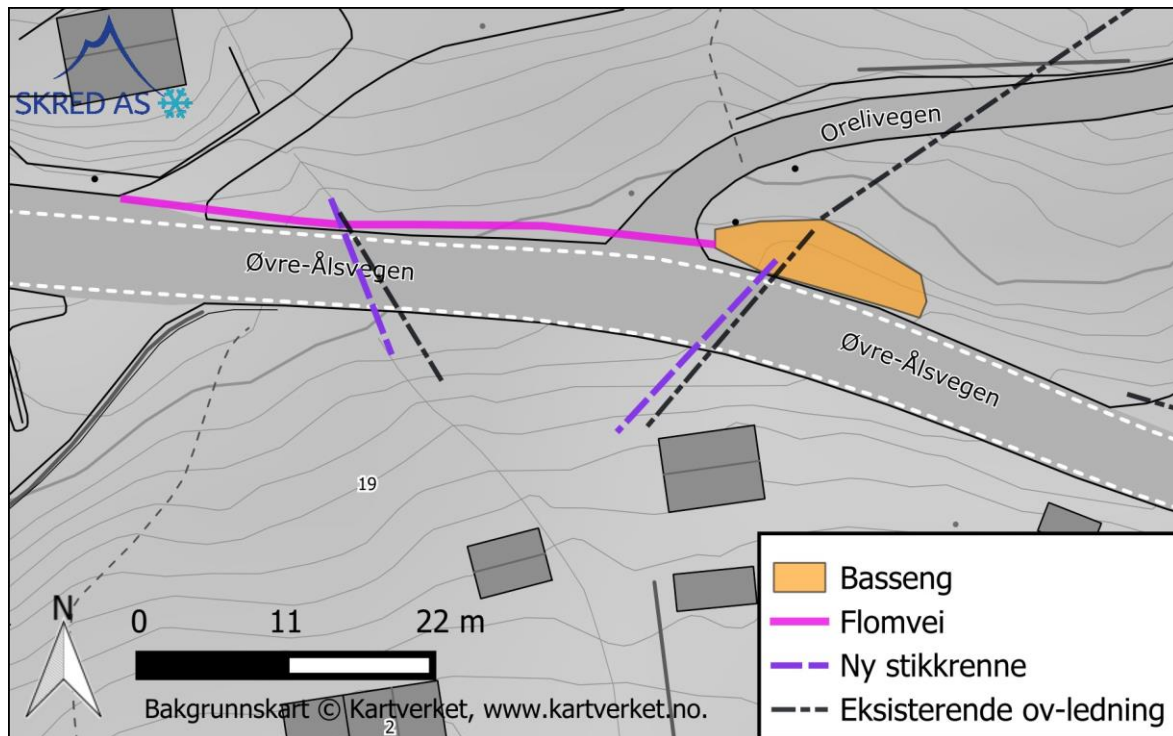 SKRED AS
Orelivegen
Øvre-Ålsvegen
Øvre-Ålsvegen
19
N
0 11 22 m
Bakgrunnskart © Kartverket, www.kartverket.no.
2
Basseng
Flomvei
Ny stikkrenne
Eksisterende ov-ledning